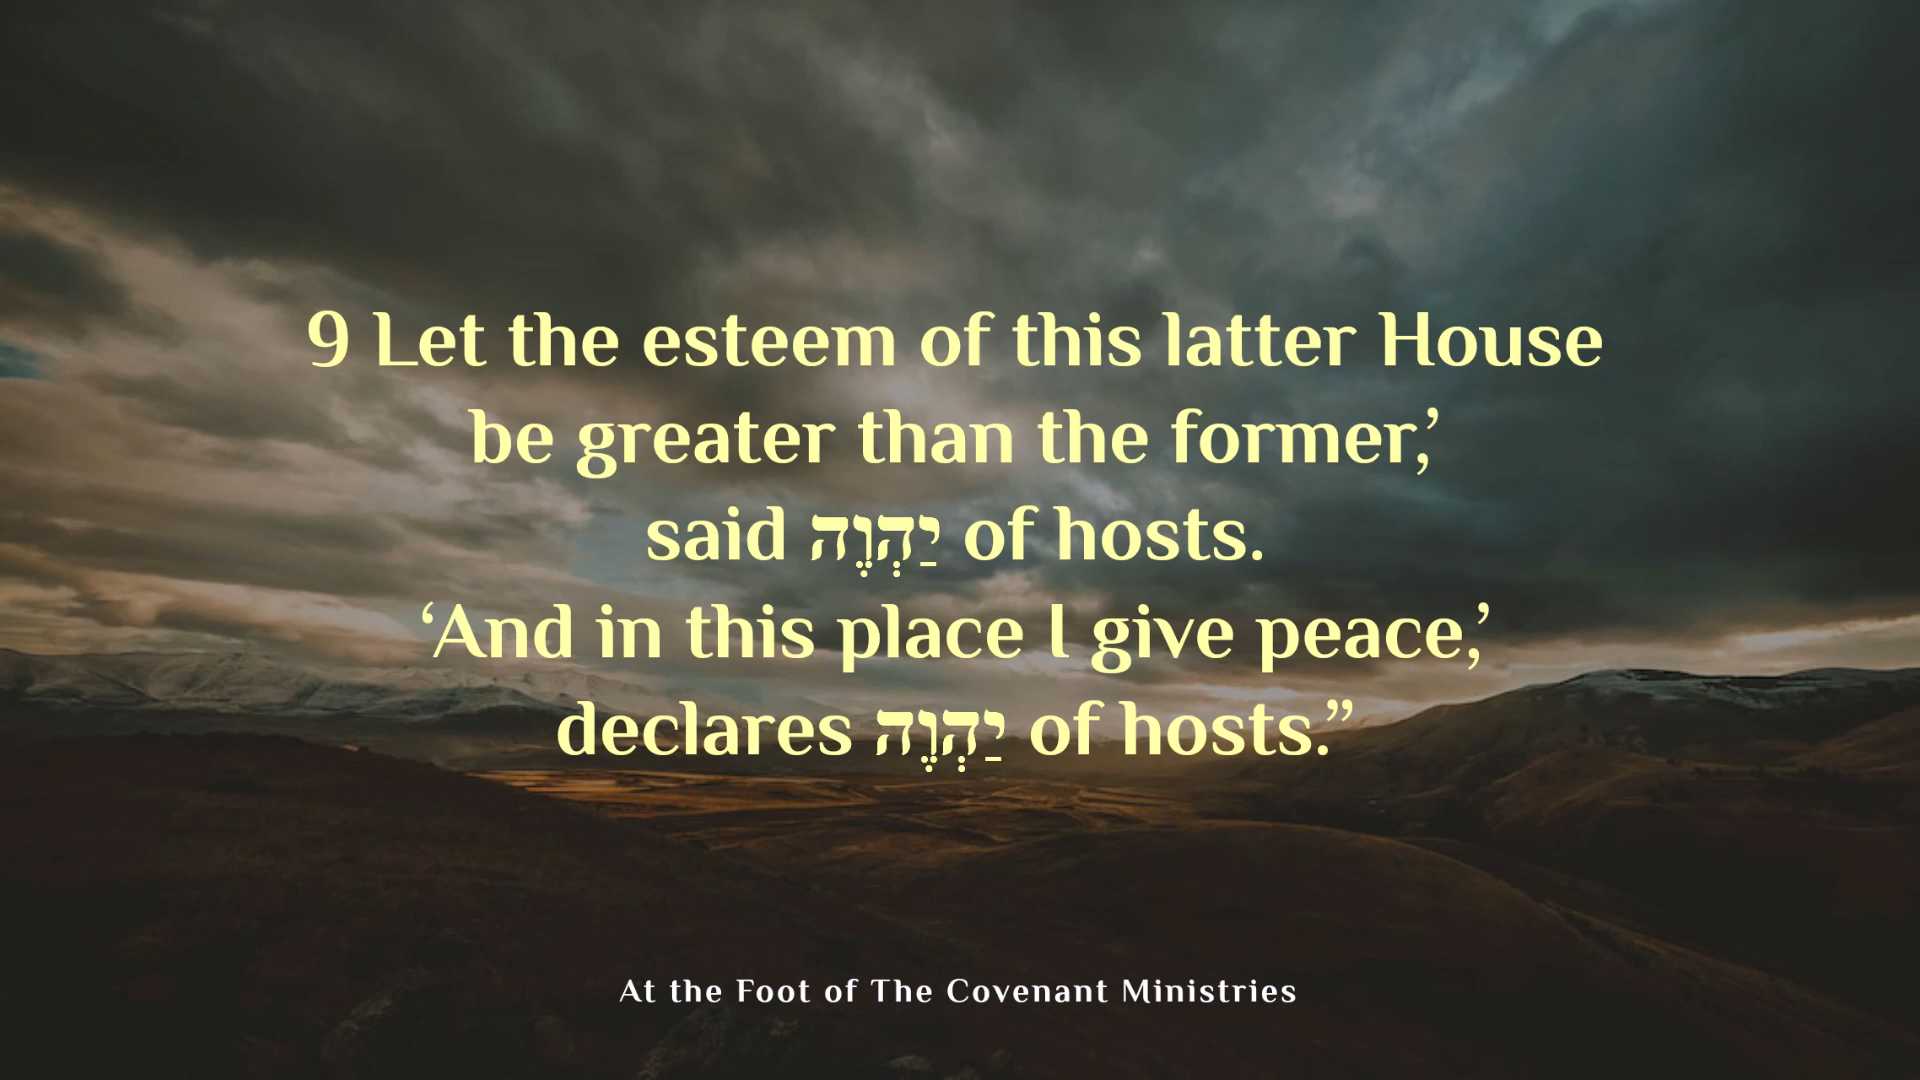 9 Let the esteem of this latter House
be greater than the former,’
said יַהְוֶה of hosts.
‘And in this place I give peace,’
declares יַהְוֶה of hosts.”
At the Foot of The Covenant Ministries